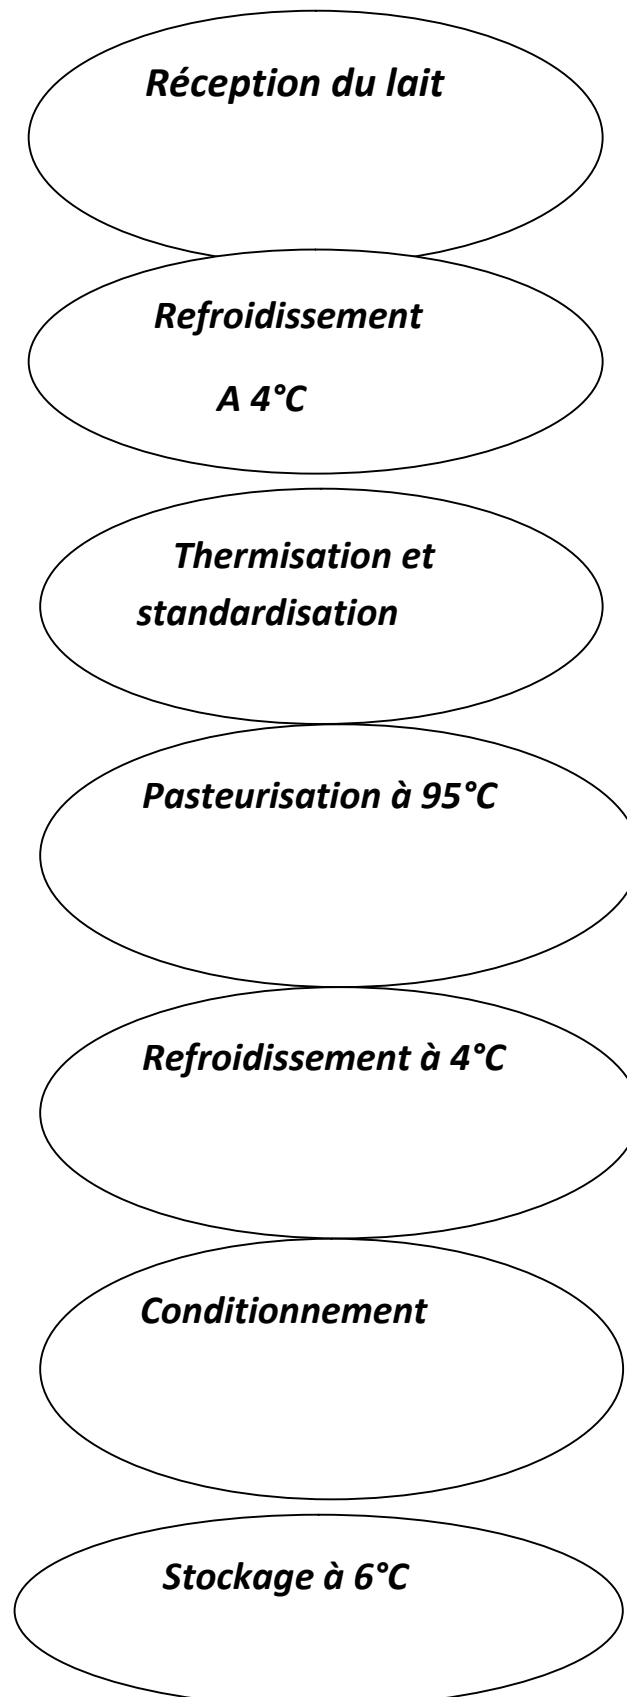 Réception du lait
Refroidissement
A 4°C
Thermisation et
standardisation
Pasteurisation à 95°C
Refroidissement à 4°C
Conditionnement
Stockage à 6°C